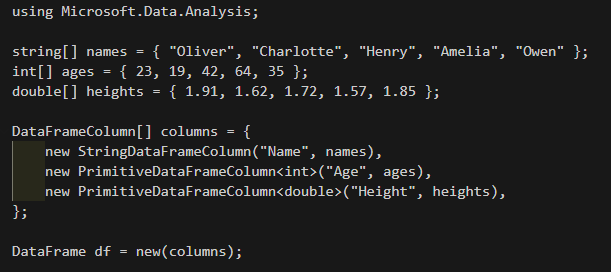 using Microsoft.Data.Analysis;
string[] names = { "Oliver", "Charlotte", "Henry", "Amelia", "Owen" };
int[] ages = { 23, 19, 42, 64, 35 };
double[] heights = { 1.91, 1.62, 1.72, 1.57, 1.85 };
DataFrameColumn[] columns = {
    new StringDataFrameColumn("Name", names),
    new PrimitiveDataFrameColumn<int>("Age", ages),
    new PrimitiveDataFrameColumn<double>("Height", heights),
};
DataFrame df = new(columns);